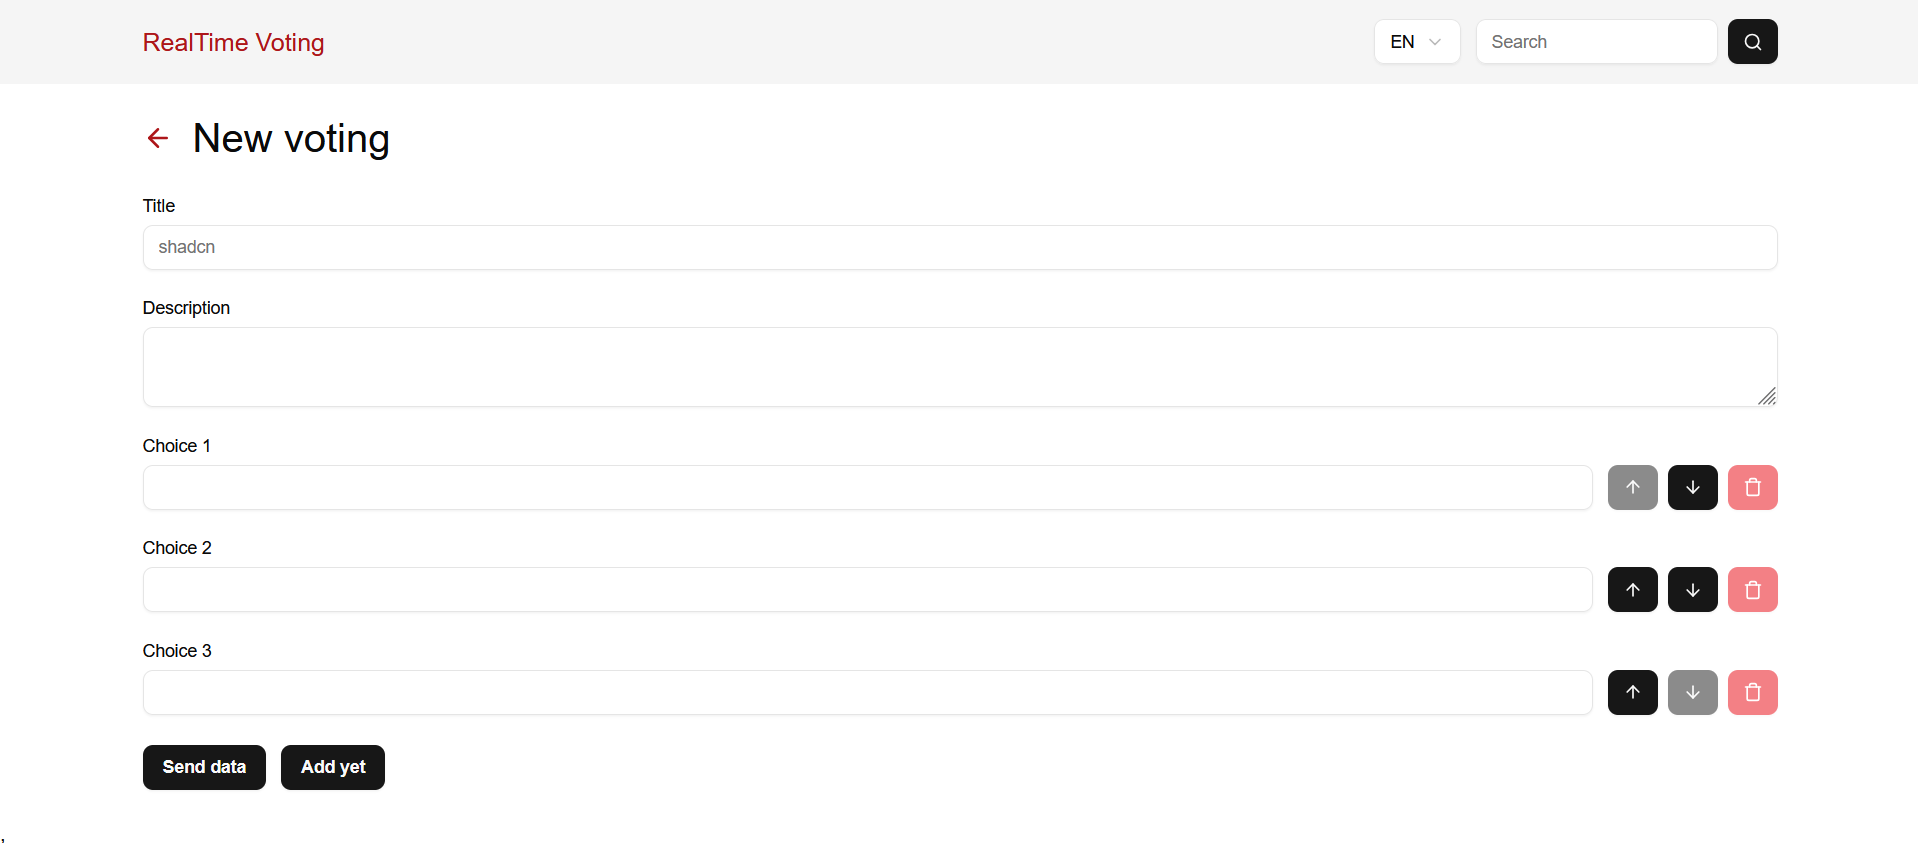 RealTime Voting
EN
Search
New voting
Title
shadcn
Description
Choice 1
Choice 2
Choice 3
Send data
Add yet
,